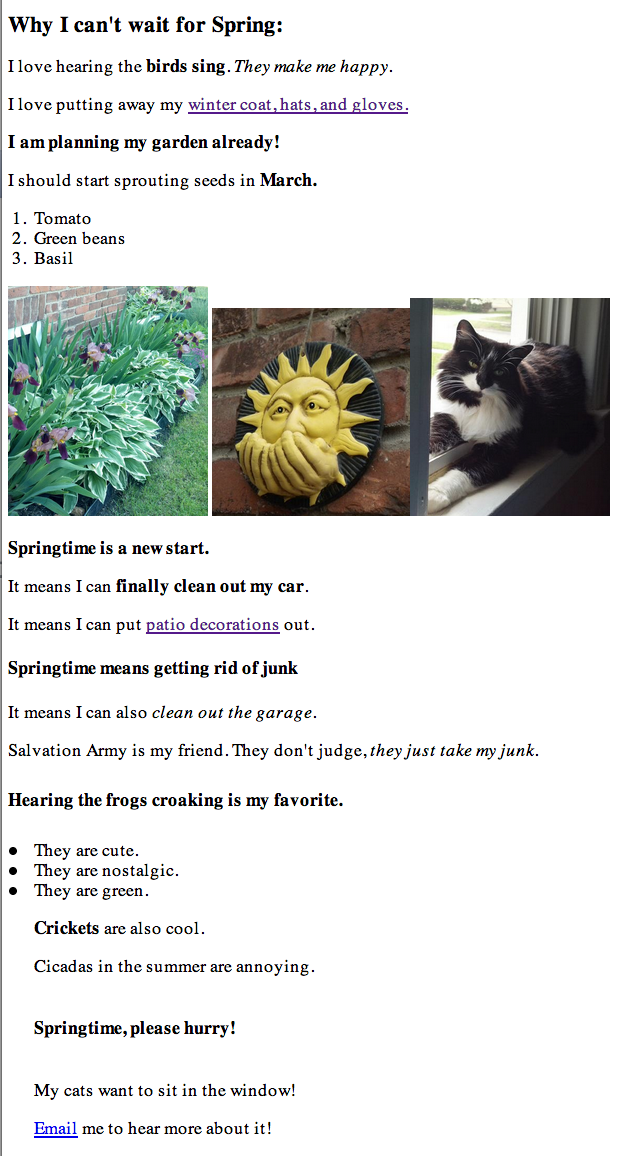 Why I can't wait for Spring:
I love hearing the birds sing. They make me happy.
I love putting away my winter coat, hats, and gloves.
I am planning my garden already!
I should start sprouting seeds in March.
1. Tomato
2. Green beans
3. Basil
Springtime is a new start.
It means I can finally clean out my car.
It means I can put patio decorations out.
Springtime means getting rid of junk
It means I can also clean out the garage.
Salvation Army is my friend. They don't judge, they just take my junk.
Hearing the frogs croaking is my favorite.
● They are cute.
● They are nostalgic.
● They are green.
Crickets are also cool.
Cicadas in the summer are annoying.
Springtime, please hurry!
My cats want to sit in the window!
Email me to hear more about it!